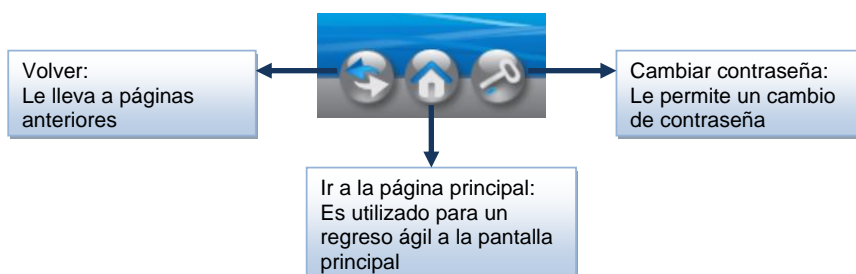 Volver:
Le lleva a páginas
anteriores
Cambiar contraseña:
Le permite un cambio
de contraseña
Ir a la página principal:
Es utilizado para un
regreso ágil a la pantalla
principal